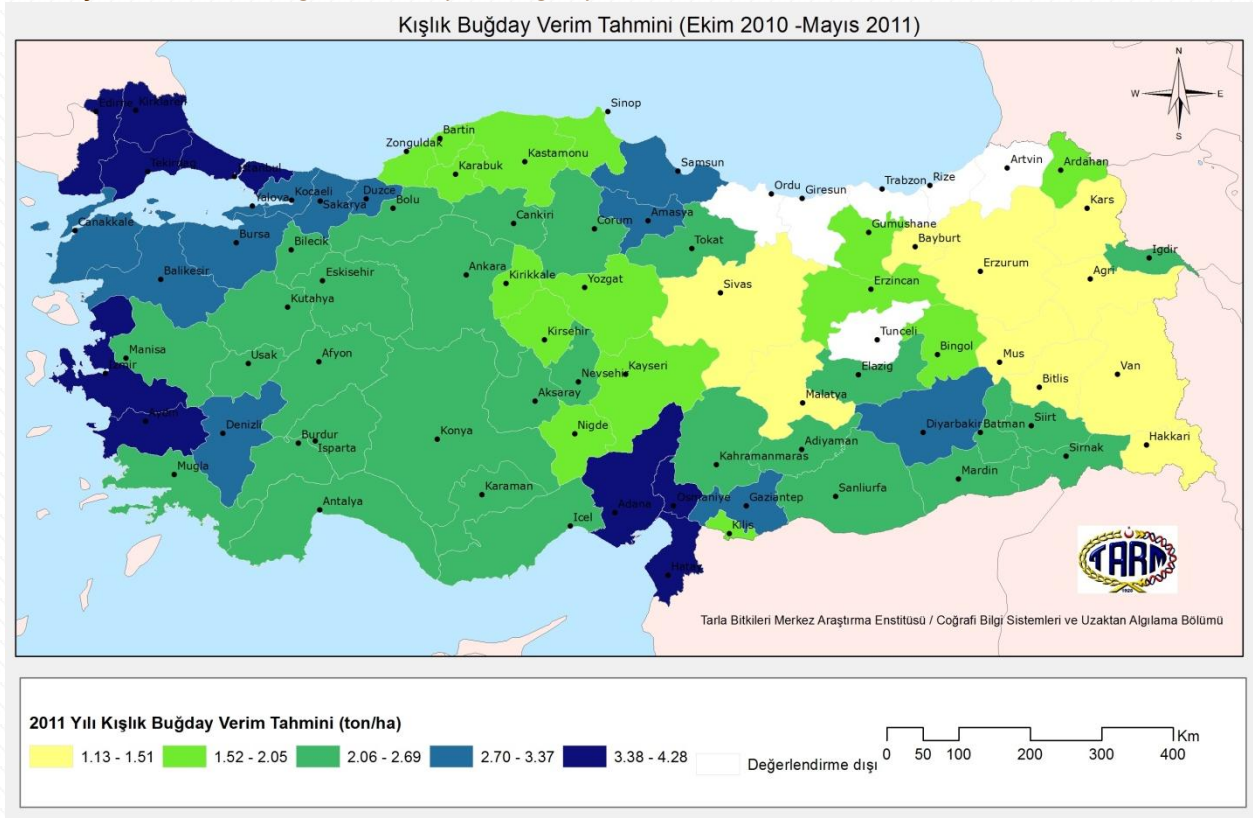 Kışlık Buğday Verim Tahmini (Ekim 2010 -Mayıs 2011)
N
W E
S
Sinop
Edirne Kirklareli
Bartin
Zonguldak
Kastamonu
Karabuk
Samsun
Artvin
Ardahan
Tekirdag
Istanbul
Ordu Giresun Trabzon Rize
Kocaeli Duzce
Yalova Sakarya Bolu
Kars
Canakkale
Cankiri Corum Amasya
Gumushane
Bursa
Bilecik
Tokat
Bayburt
Igdir
Balikesir
Eskisehir
Ankara Kirikkale
Yozgat
Sivas
Erzincan
Erzurum
Agri
Kutahya
Kirsehir
Tunceli
Manisa
Usak Afyon
Bingol
Mus
Izmir
Nevsehir Kayseri
Elazig
Bitlis
Van
Aksaray
Malatya
Aydin
Denizli
Burdur
Isparta
Konya
Nigde
Diyarbakir Batman
Siirt
Hakkari
Adiyaman
Sirnak
Mugla
Kahramanmaras
Mardin
Karaman
Sanliurfa
Antalya
Adana Osmaniye Gaziantep
Icel
Kilis
Hatay
TARM
1926
Tarla Bitkileri Merkez Araştırma Enstitüsü / Coğrafi Bilgi Sistemleri ve Uzaktan Algılama Bölümü
2011 Yılı Kışlık Buğday Verim Tahmini (ton/ha)
1.13 - 1.51 1.52 - 2.05 2.06 - 2.69 2.70 - 3.37 3.38 - 4.28 Değerlendirme dışı
Km
0 50 100 200 300 400